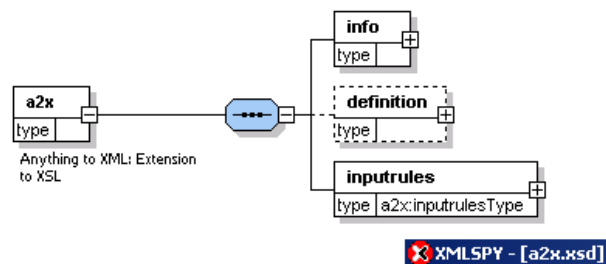 info
type
a2x
type
Anything to XML: Extension
to XSL
definition
type
inputrules
type a2x:inputrulesType
XMLSPY - [a2x.xsd]